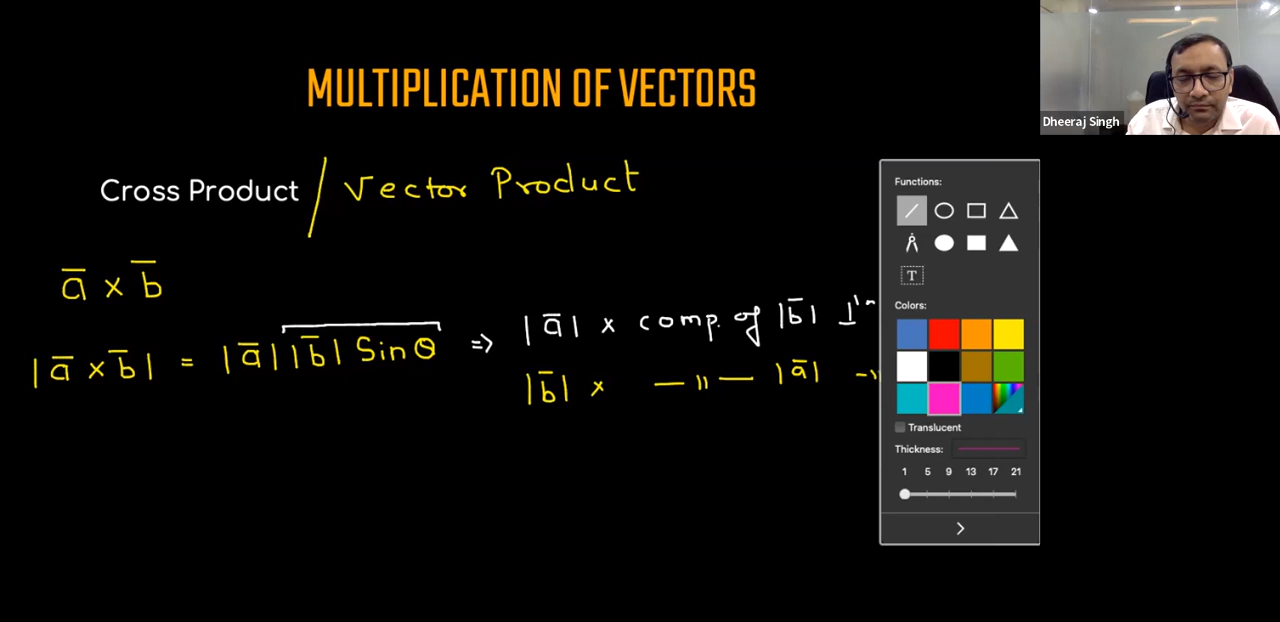 MULTIPLICATION OF VECTORS
Dheeraj Singh
Cross Product / Vector Product
a̅ × b̅
|a̅ × b̅| = |a̅| |b̅| Sin θ ⇒ |a̅| × comp. of |b̅| ⊥
|b̅| × —〃— |a̅| —〃
Functions:
T
Colors:
Translucent
Thickness:
1 5 9 13 17 21